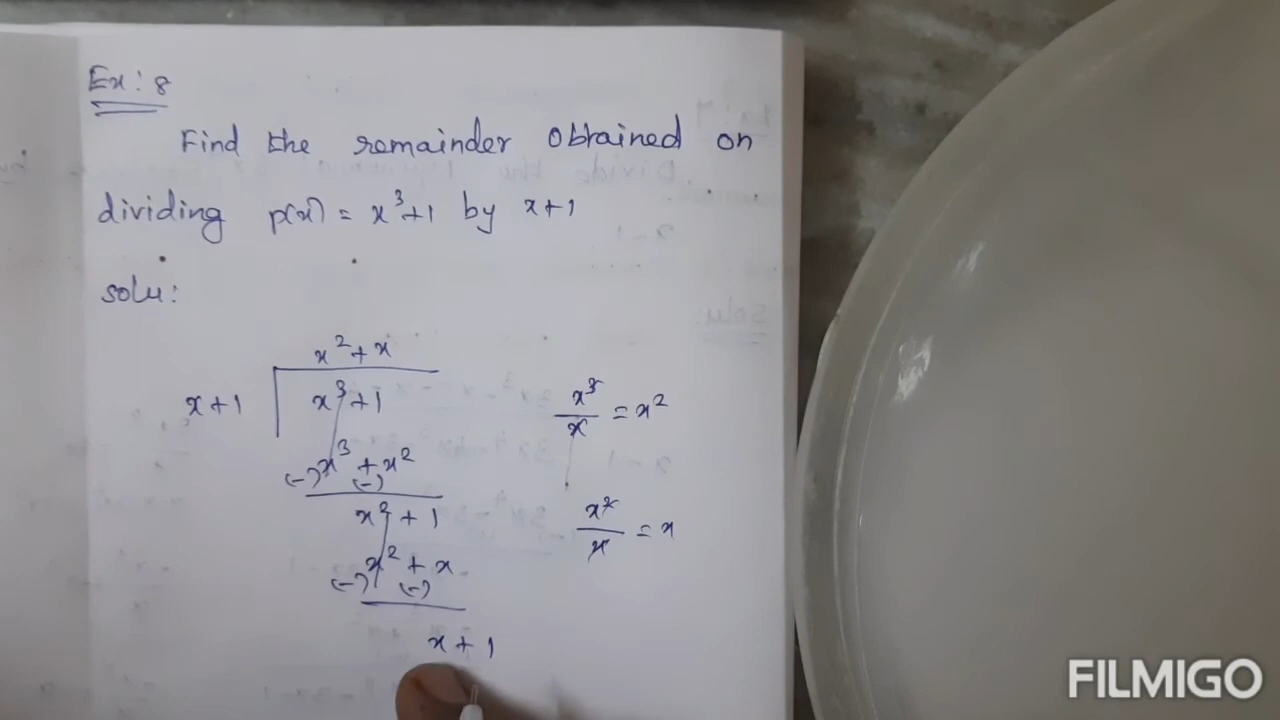 Ex: 8
Find the remainder obtained on
dividing p(x) = x³+1 by x+1
solu:
x² + x
x+1 x³+1
x³/x = x²
(-)x³ + x²
(-)
x² + 1
x²/x = x
x² + x
(-) (-)
x + 1
FILMIGO